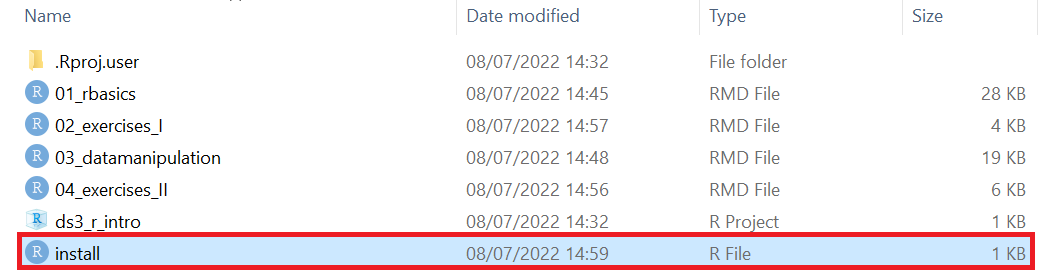 Name Date modified Type Size
.Rproj.user 08/07/2022 14:32 File folder
R 01_rbasics 08/07/2022 14:45 RMD File 28 KB
R 02_exercises_I 08/07/2022 14:57 RMD File 4 KB
R 03_datamanipulation 08/07/2022 14:48 RMD File 19 KB
R 04_exercises_II 08/07/2022 14:56 RMD File 6 KB
R ds3_r_intro 08/07/2022 14:32 R Project 1 KB
R install 08/07/2022 14:59 R File 1 KB